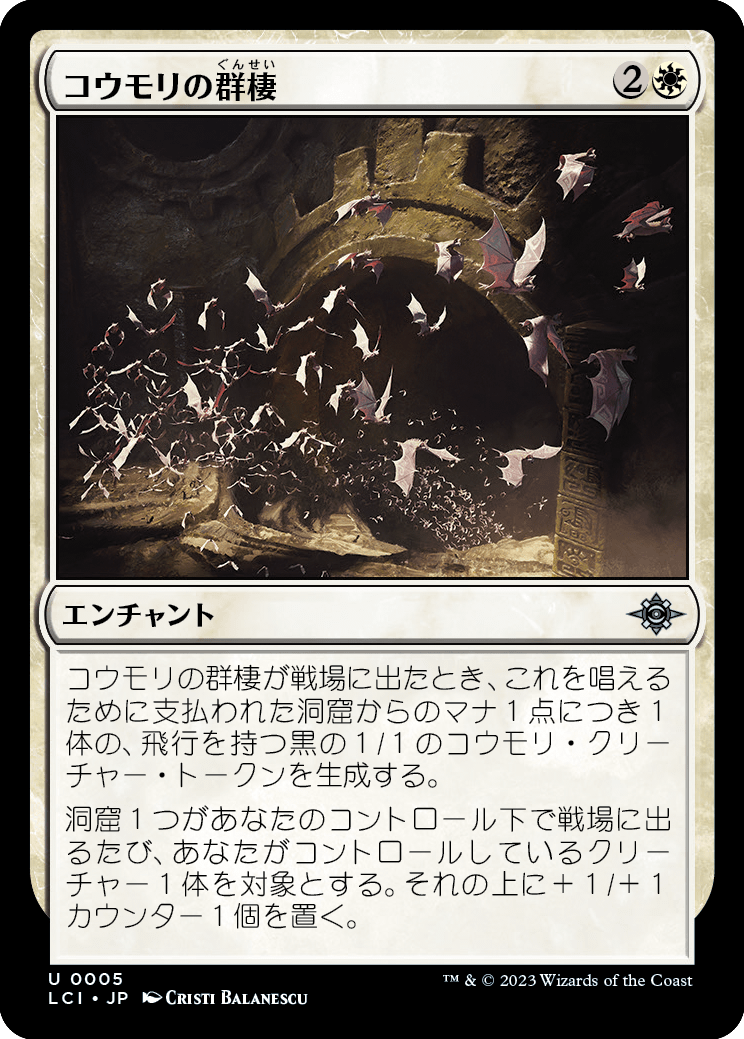 ぐんせい
コウモリの群棲 2
エンチャント
コウモリの群棲が戦場に出たとき、これを唱える
ために支払われた洞窟からのマナ1点につき1
体の、飛行を持つ黒の1/1のコウモリ・クリー
チャー・トークンを生成する。
洞窟1つがあなたのコントロール下で戦場に出
るたび、あなたがコントロールしているクリー
チャー1体を対象とする。それの上に+1/+1
カウンター1個を置く。
U 0005
LCI • JP CRISTI BALANESCU
™ & © 2023 Wizards of the Coast